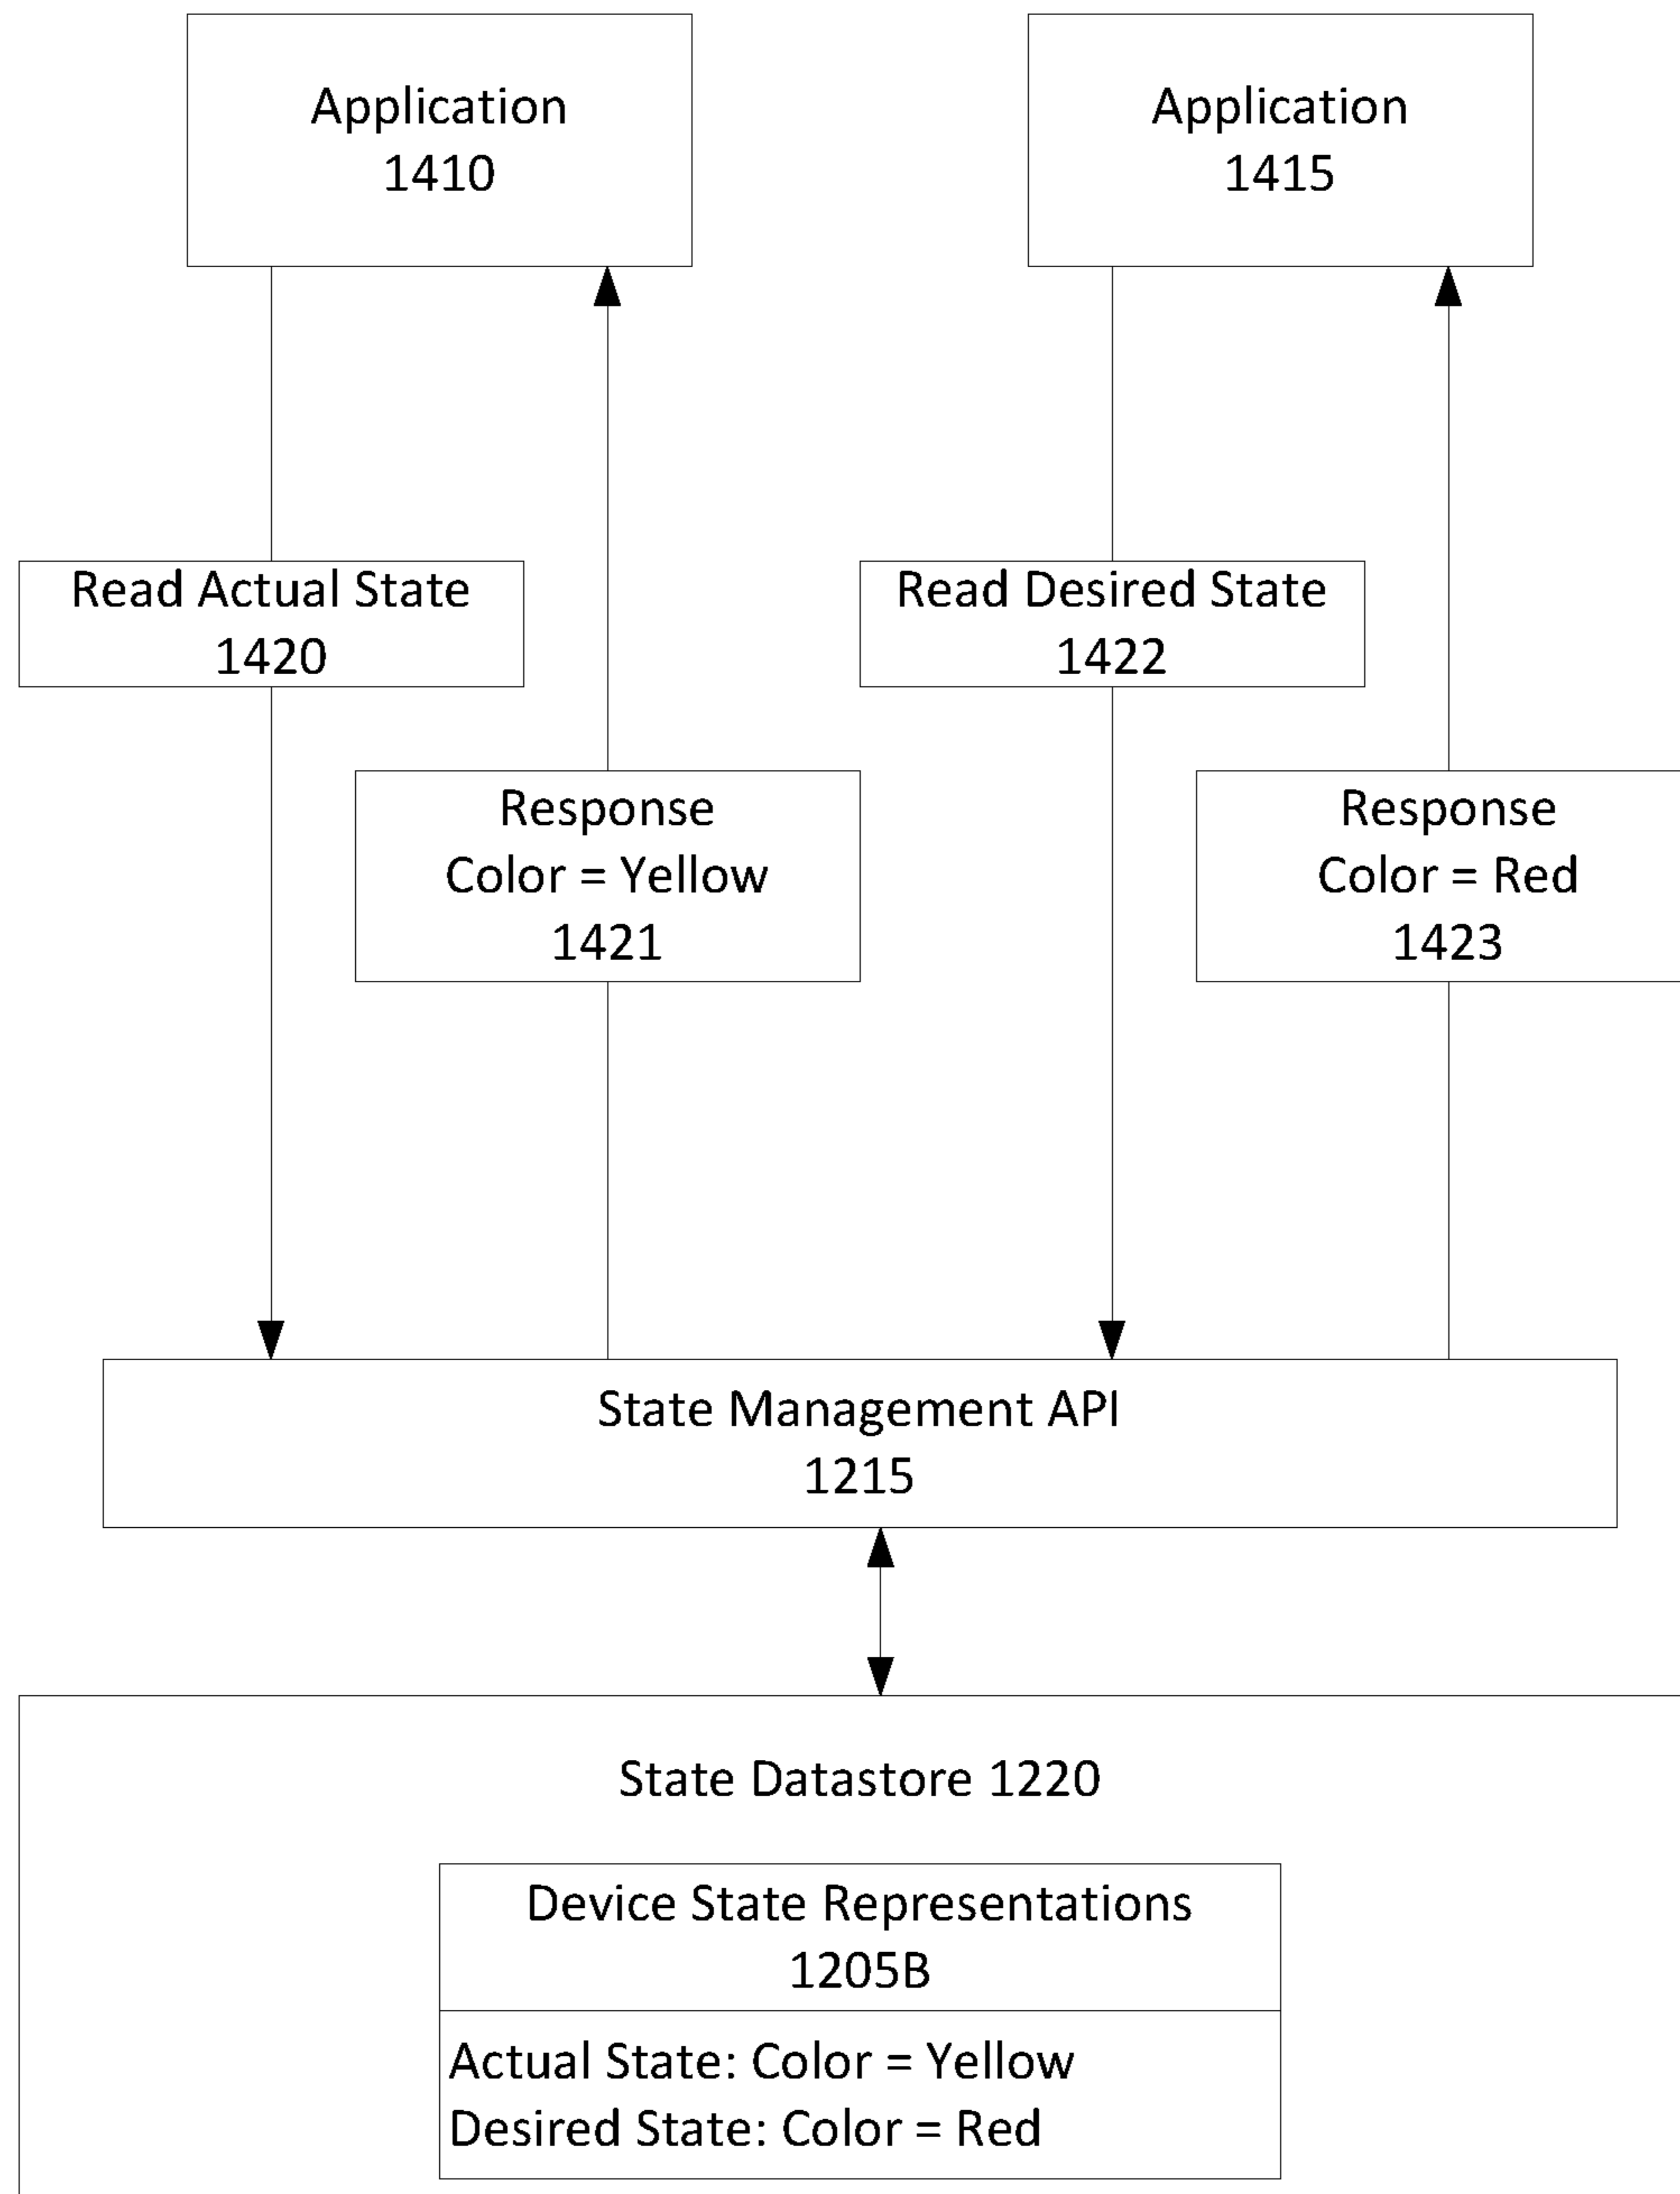 Application
1410
Application
1415
Read Actual State
1420
Read Desired State
1422
Response
Color = Yellow
1421
Response
Color = Red
1423
State Management API
1215
State Datastore 1220
Device State Representations
1205B
Actual State: Color = Yellow
Desired State: Color = Red